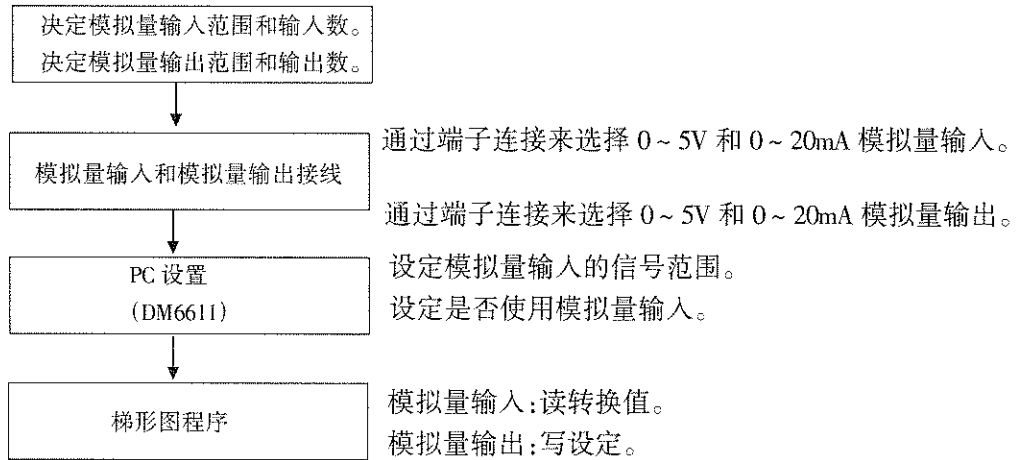 决定模拟量输入范围和输入数。
决定模拟量输出范围和输出数。
通过端子连接来选择 0~5V 和 0~20mA 模拟量输入。
模拟量输入和模拟量输出接线
通过端子连接来选择 0~5V 和 0~20mA 模拟量输出。
PC 设置
(DM6611)
设定模拟量输入的信号范围。
设定是否使用模拟量输入。
梯形图程序
模拟量输入:读转换值。
模拟量输出:写设定。